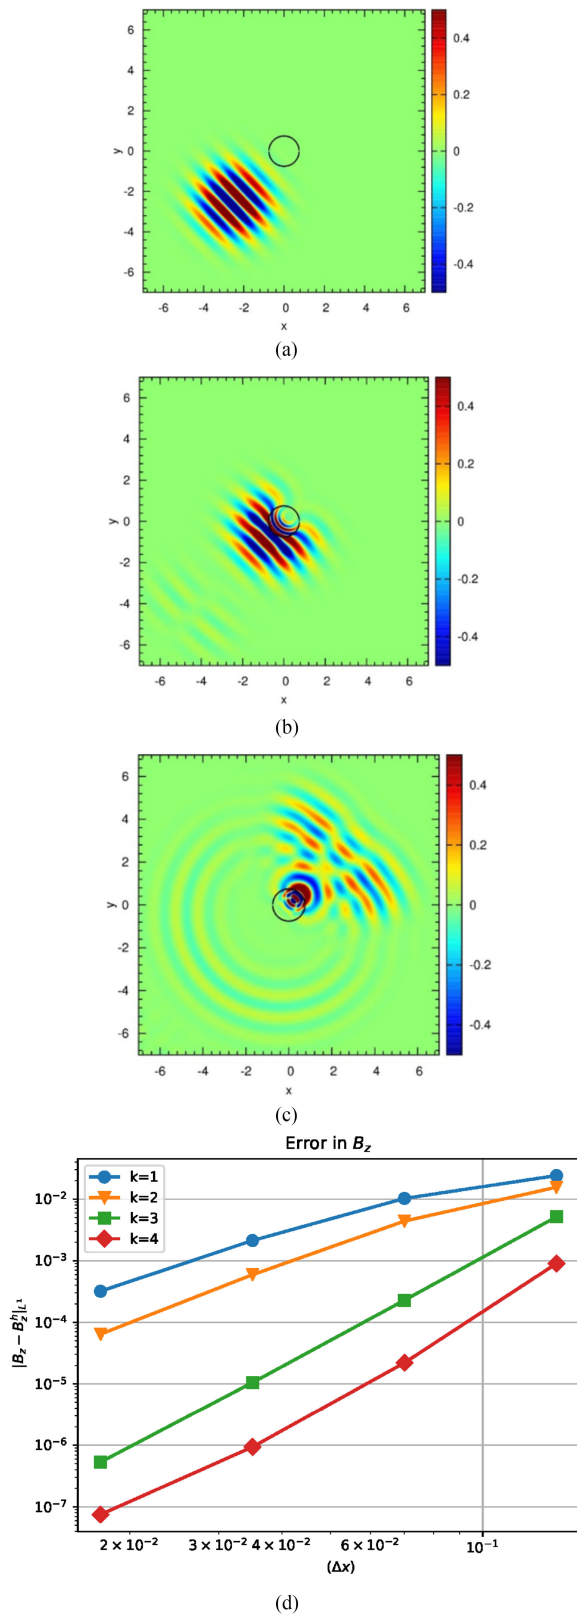 6
4
2
0
-2
-4
-6
y
-6 -4 -2 0 2 4 6
x
0.4
0.2
0
-0.2
-0.4
(a)
6
4
2
0
-2
-4
-6
y
-6 -4 -2 0 2 4 6
x
0.4
0.2
0
-0.2
-0.4
(b)
6
4
2
0
-2
-4
-6
y
-6 -4 -2 0 2 4 6
x
0.4
0.2
0
-0.2
-0.4
(c)
Error in B_z
k=1
k=2
k=3
k=4
10^{-2}
10^{-3}
10^{-4}
10^{-5}
10^{-6}
10^{-7}
|B_z − B_z^h|_{L^1}
2 × 10^{-2} 3 × 10^{-2} 4 × 10^{-2} 6 × 10^{-2} 10^{-1}
(Δx)
(d)